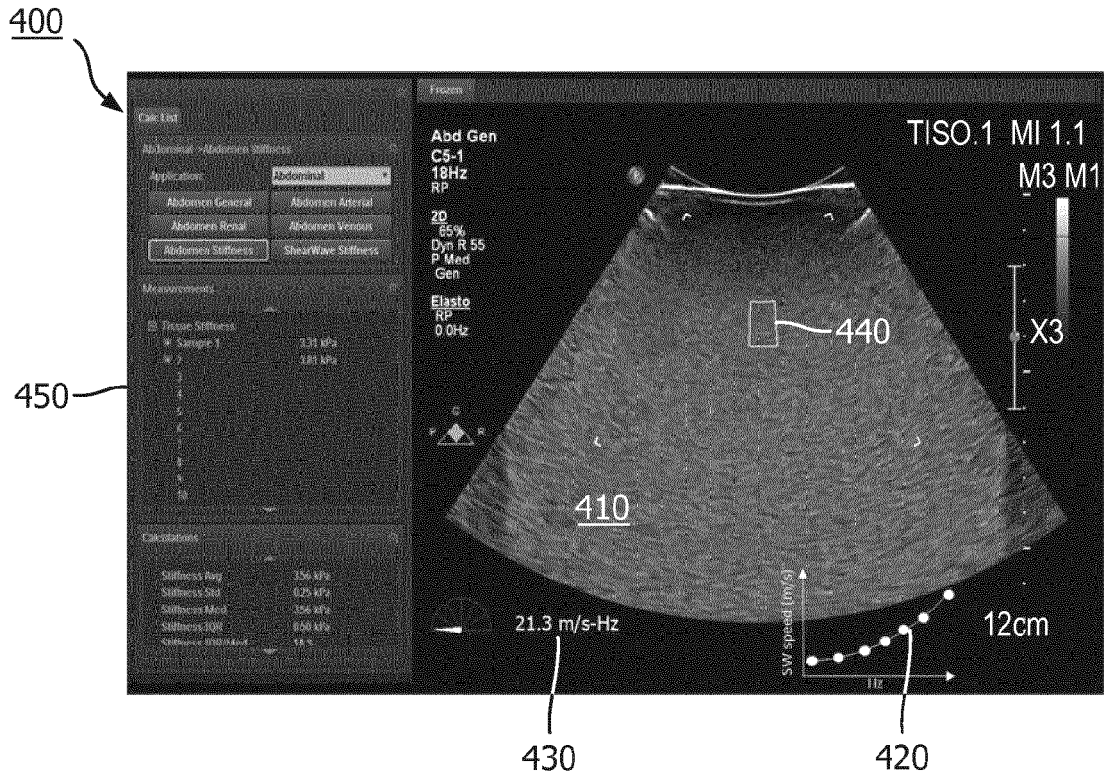 400
Frozen
Calc List
Abdominal ->Abdomen Stiffness
Application:
Abdominal
Abdomen General
Abdomen Arterial
Abdomen Renal
Abdomen Venous
Abdomen Stiffness
ShearWave Stiffness
Measurements
Tissue Stiffness
Sample 1 3.31 kPa
2 3.81 kPa
3
4
5
6
7
8
9
10
Calculations
Stiffness Avg 3.56 kPa
Stiffness Std 0.25 kPa
Stiffness Med 3.56 kPa
Stiffness IQR 0.50 kPa
450
Abd Gen
C5-1
18Hz
RP
2D
65%
Dyn R 55
P Med
Gen
Elasto
RP
0.0Hz
G
P R
TIS0.1 MI 1.1
M3 M1
X3
440
410
21.3 m/s-Hz
SW speed (m/s)
Hz
12cm
430
420